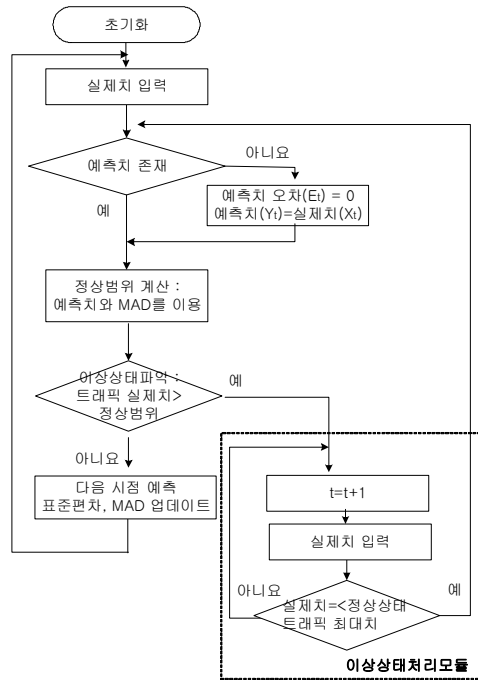 초기화
실제치 입력
예측치 존재
아니요
예측치 오차(Et) = 0
예측치(Yt)=실제치(Xt)
예
정상범위 계산 :
예측치와 MAD를 이용
이상상태파악 :
트래픽 실제치>
정상범위
예
아니요
다음 시점 예측
표준편차, MAD 업데이트
t=t+1
실제치 입력
아니요
실제치=<정상상태
트래픽 최대치
예
이상상태처리모듈